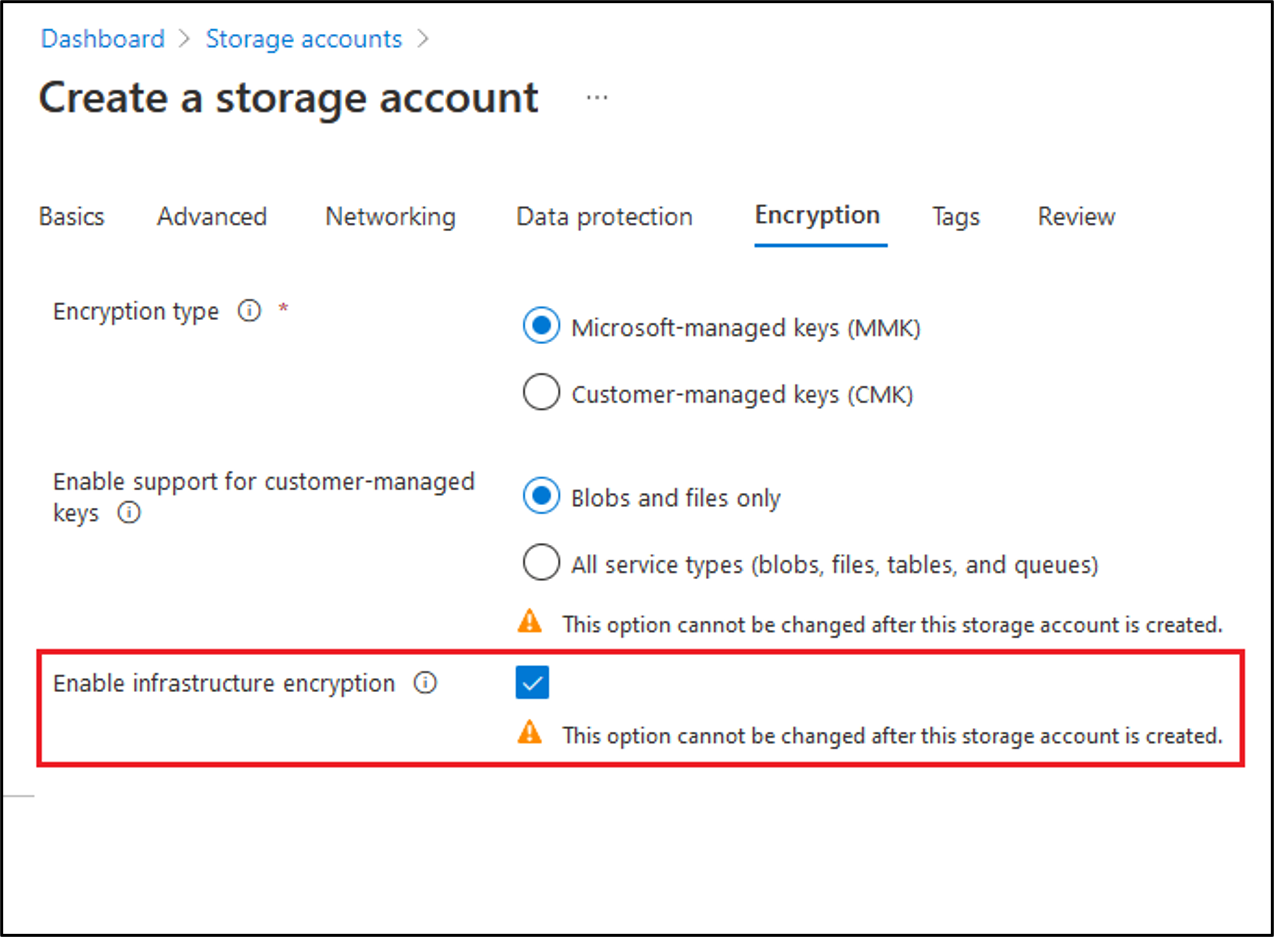 Dashboard > Storage accounts >
Create a storage account ...
Basics Advanced Networking Data protection Encryption Tags Review
Encryption type *
Microsoft-managed keys (MMK)
Customer-managed keys (CMK)
Enable support for customer-managed
keys
Blobs and files only
All service types (blobs, files, tables, and queues)
This option cannot be changed after this storage account is created.
Enable infrastructure encryption
This option cannot be changed after this storage account is created.